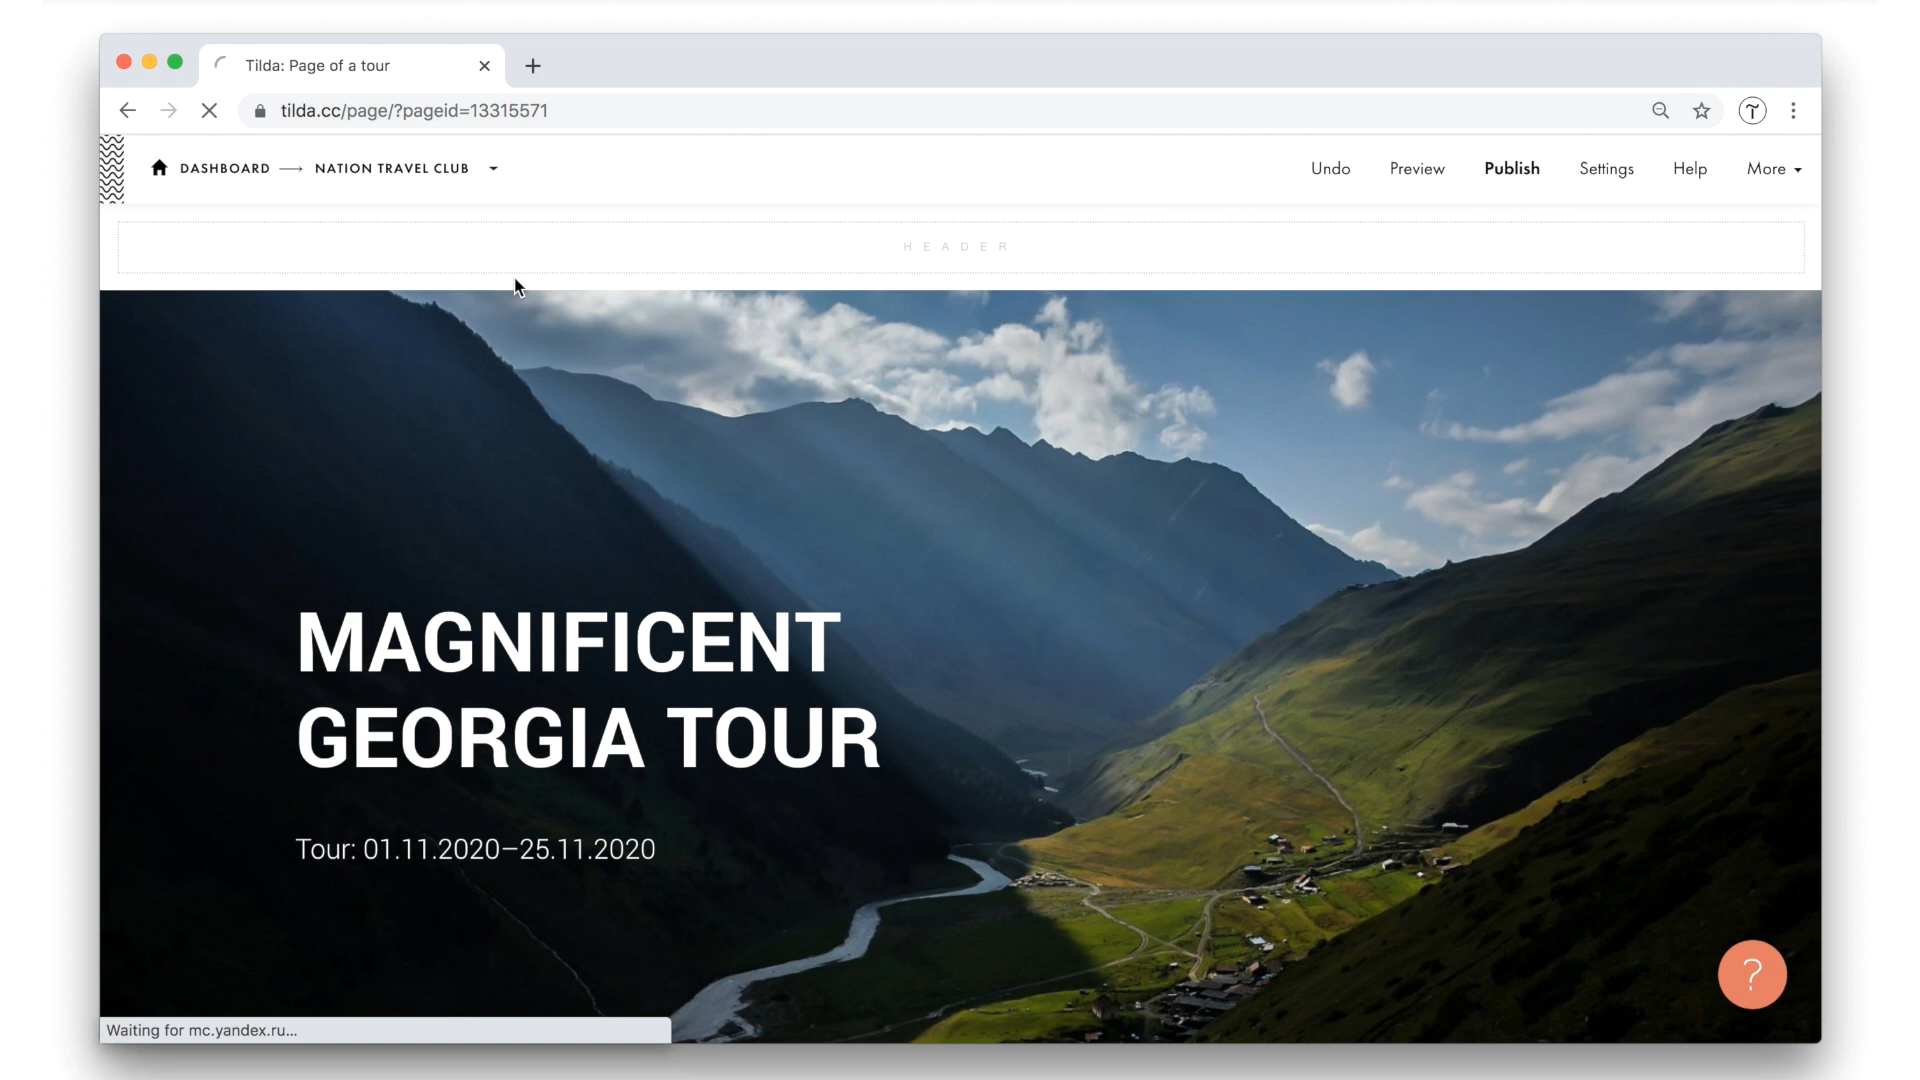 Tilda: Page of a tour
tilda.cc/page/?pageid=13315571
DASHBOARD → NATION TRAVEL CLUB
Undo Preview Publish Settings Help More
HEADER
MAGNIFICENT
GEORGIA TOUR
Tour: 01.11.2020–25.11.2020
?
Waiting for mc.yandex.ru...